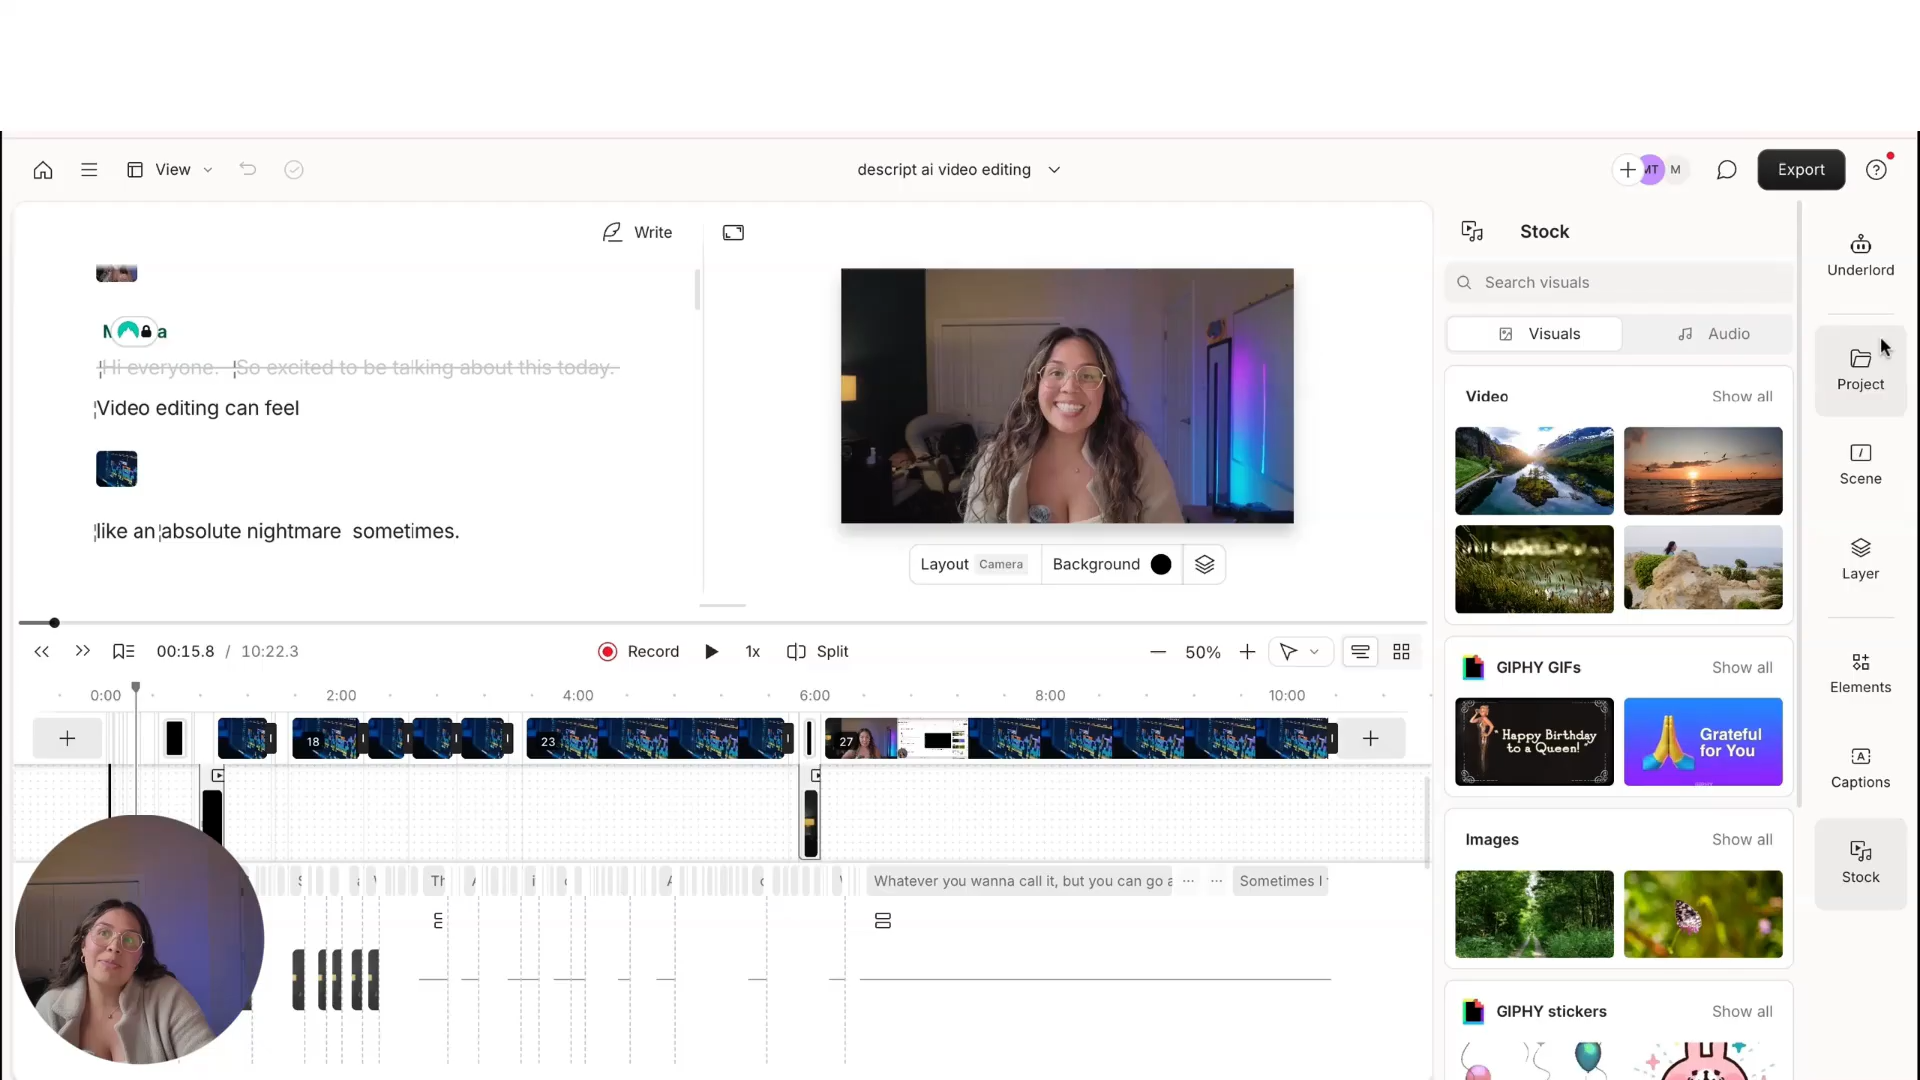 View
descript ai video editing
MT
M
Export
Write
Stock
Search visuals
Visuals
Audio
Underlord
Project
Scene
Layer
Elements
Captions
Stock
Hi everyone. So excited to be talking about this today.
Video editing can feel
like an absolute nightmare sometimes.
Layout Camera
Background
Video
Show all
GIPHY GIFs
Show all
Happy Birthday
to a Queen!
Grateful
for You
Images
Show all
GIPHY stickers
Show all
00:15.8 / 10:22.3
Record
1x
Split
50%
0:00
2:00
4:00
6:00
8:00
10:00
18
23
27
Th
Whatever you wanna call it, but you can go a
Sometimes I